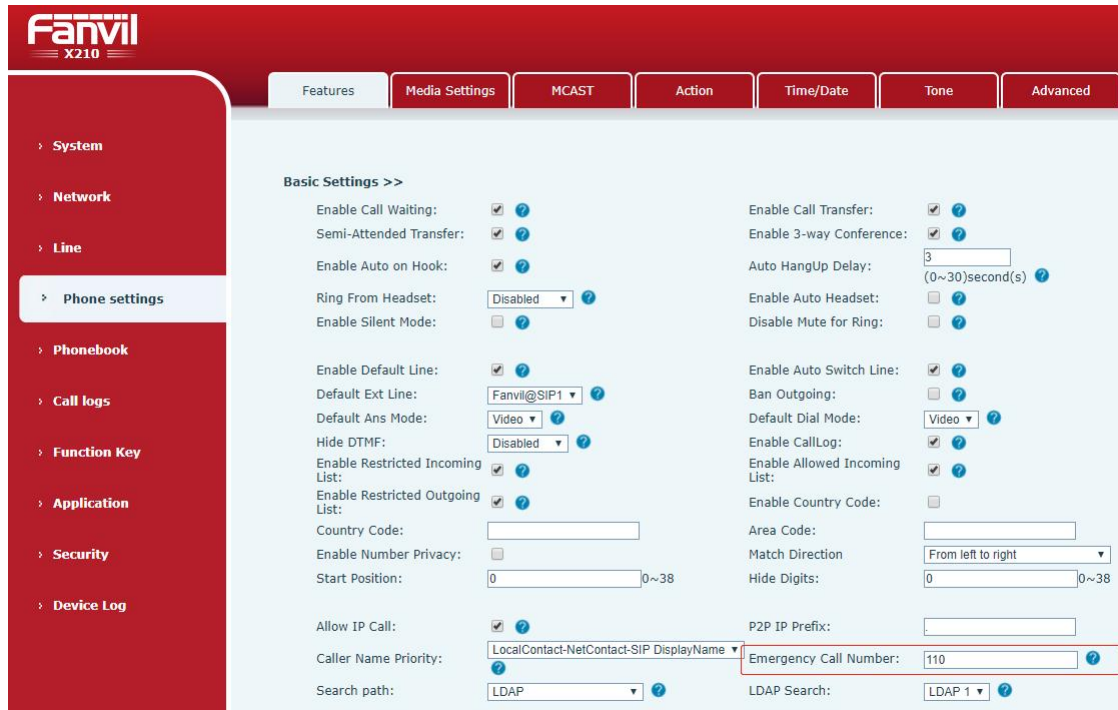 Fanvil
X210
Features Media Settings MCAST Action Time/Date Tone Advanced
› System
› Network
› Line
› Phone settings
› Phonebook
› Call logs
› Function Key
› Application
› Security
› Device Log
Basic Settings >>
Enable Call Waiting: ? Enable Call Transfer: ?
Semi-Attended Transfer: ? Enable 3-way Conference: ?
Enable Auto on Hook: ? Auto HangUp Delay: 3
(0~30)second(s) ?
Ring From Headset: Disabled ? Enable Auto Headset: ?
Enable Silent Mode: ? Disable Mute for Ring: ?
Enable Default Line: ? Enable Auto Switch Line: ?
Default Ext Line: Fanvil@SIP1 ? Ban Outgoing: ?
Default Ans Mode: Video ? Default Dial Mode: Video ?
Hide DTMF: Disabled ? Enable CallLog: ?
Enable Restricted Incoming List: ? Enable Allowed Incoming List: ?
Enable Restricted Outgoing List: ? Enable Country Code:
Country Code: Area Code:
Enable Number Privacy: Match Direction From left to right
Start Position: 0 0~38 Hide Digits: 0 0~38
Allow IP Call: ? P2P IP Prefix: .
Caller Name Priority: LocalContact-NetContact-SIP DisplayName ? Emergency Call Number: 110 ?
Search path: LDAP ? LDAP Search: LDAP 1 ?